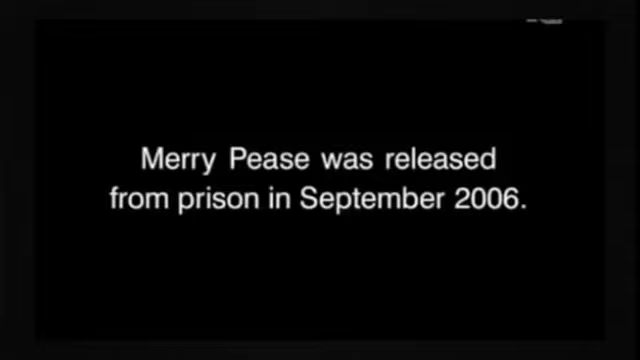 Merry Pease was released
from prison in September 2006.